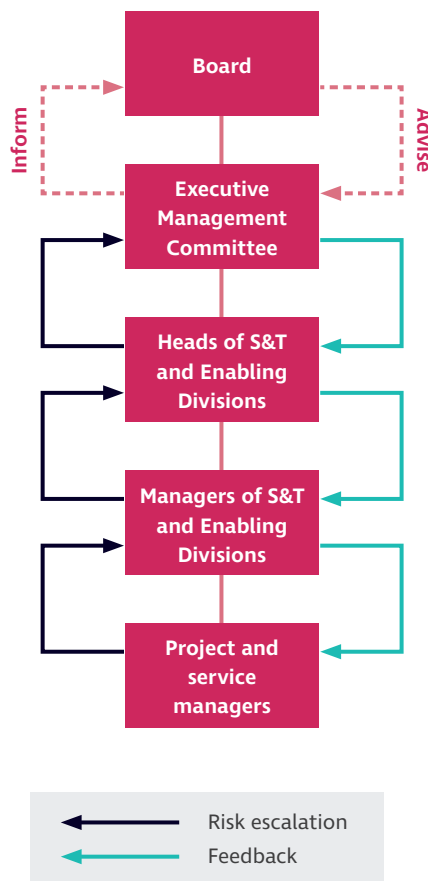 Board
Inform
Advise
Executive
Management
Committee
Heads of S&T
and Enabling
Divisions
Managers of S&T
and Enabling
Divisions
Project and
service
managers
Risk escalation
Feedback